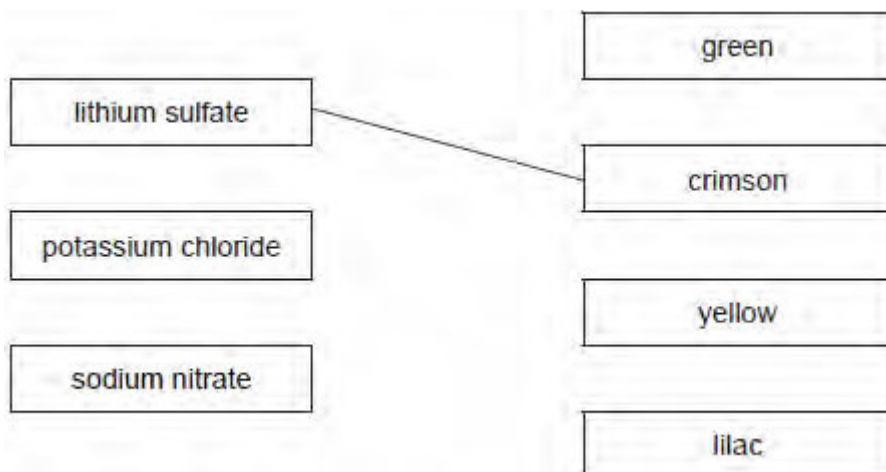 green
lithium sulfate
crimson
potassium chloride
yellow
sodium nitrate
lilac